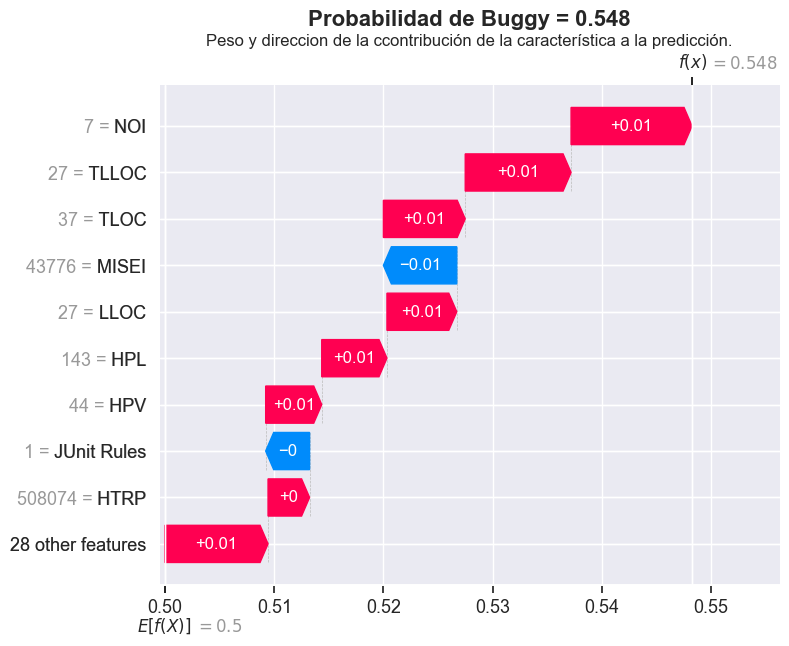 Probabilidad de Buggy = 0.548
Peso y direccion de la ccontribución de la característica a la predicción.
f(x) = 0.548
7 = NOI
+0.01
27 = TLLOC
+0.01
37 = TLOC
+0.01
43776 = MISEI
−0.01
27 = LLOC
+0.01
143 = HPL
+0.01
44 = HPV
+0.01
1 = JUnit Rules
−0
508074 = HTRP
+0
28 other features
+0.01
0.50 0.51 0.52 0.53 0.54 0.55
E[f(X)] = 0.5